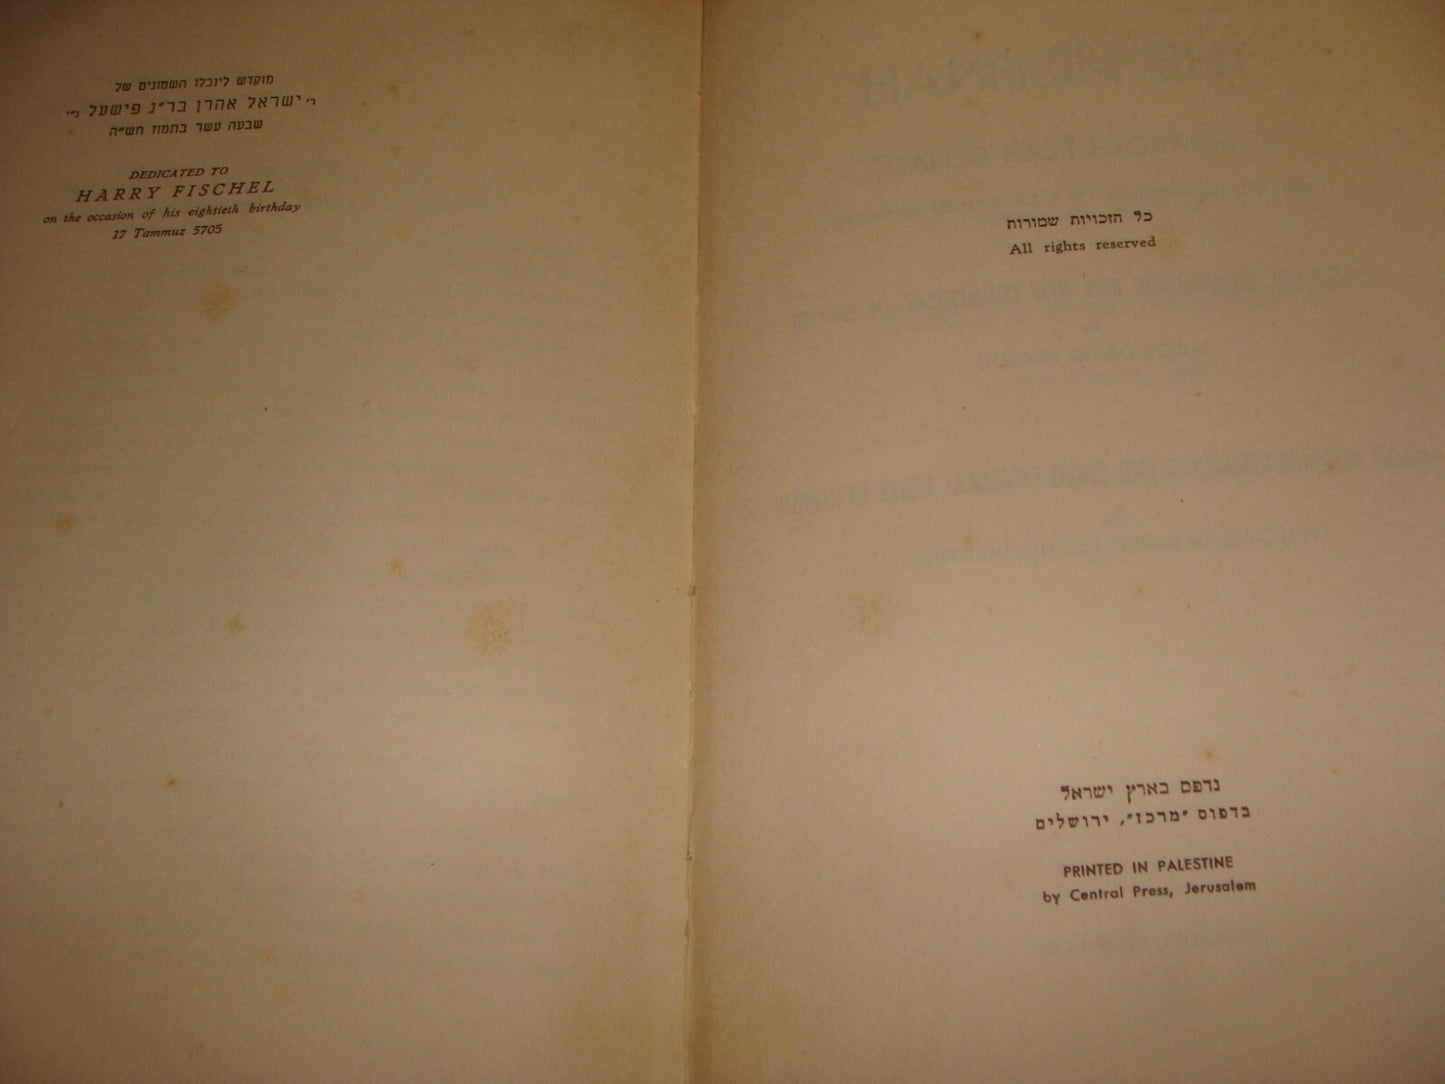 מוקדש ליובלו השמונים של
ר׳ ישראל אהרן בר״נ פישעל נ״י
שבעה עשר בתמוז תש״ה
DEDICATED TO
HARRY FISCHEL
on the occasion of his eightieth birthday
17 Tammuz 5705
כל הזכויות שמורות
All rights reserved
נדפס בארץ ישראל
בדפוס "מרכז", ירושלים
PRINTED IN PALESTINE
by Central Press, Jerusalem